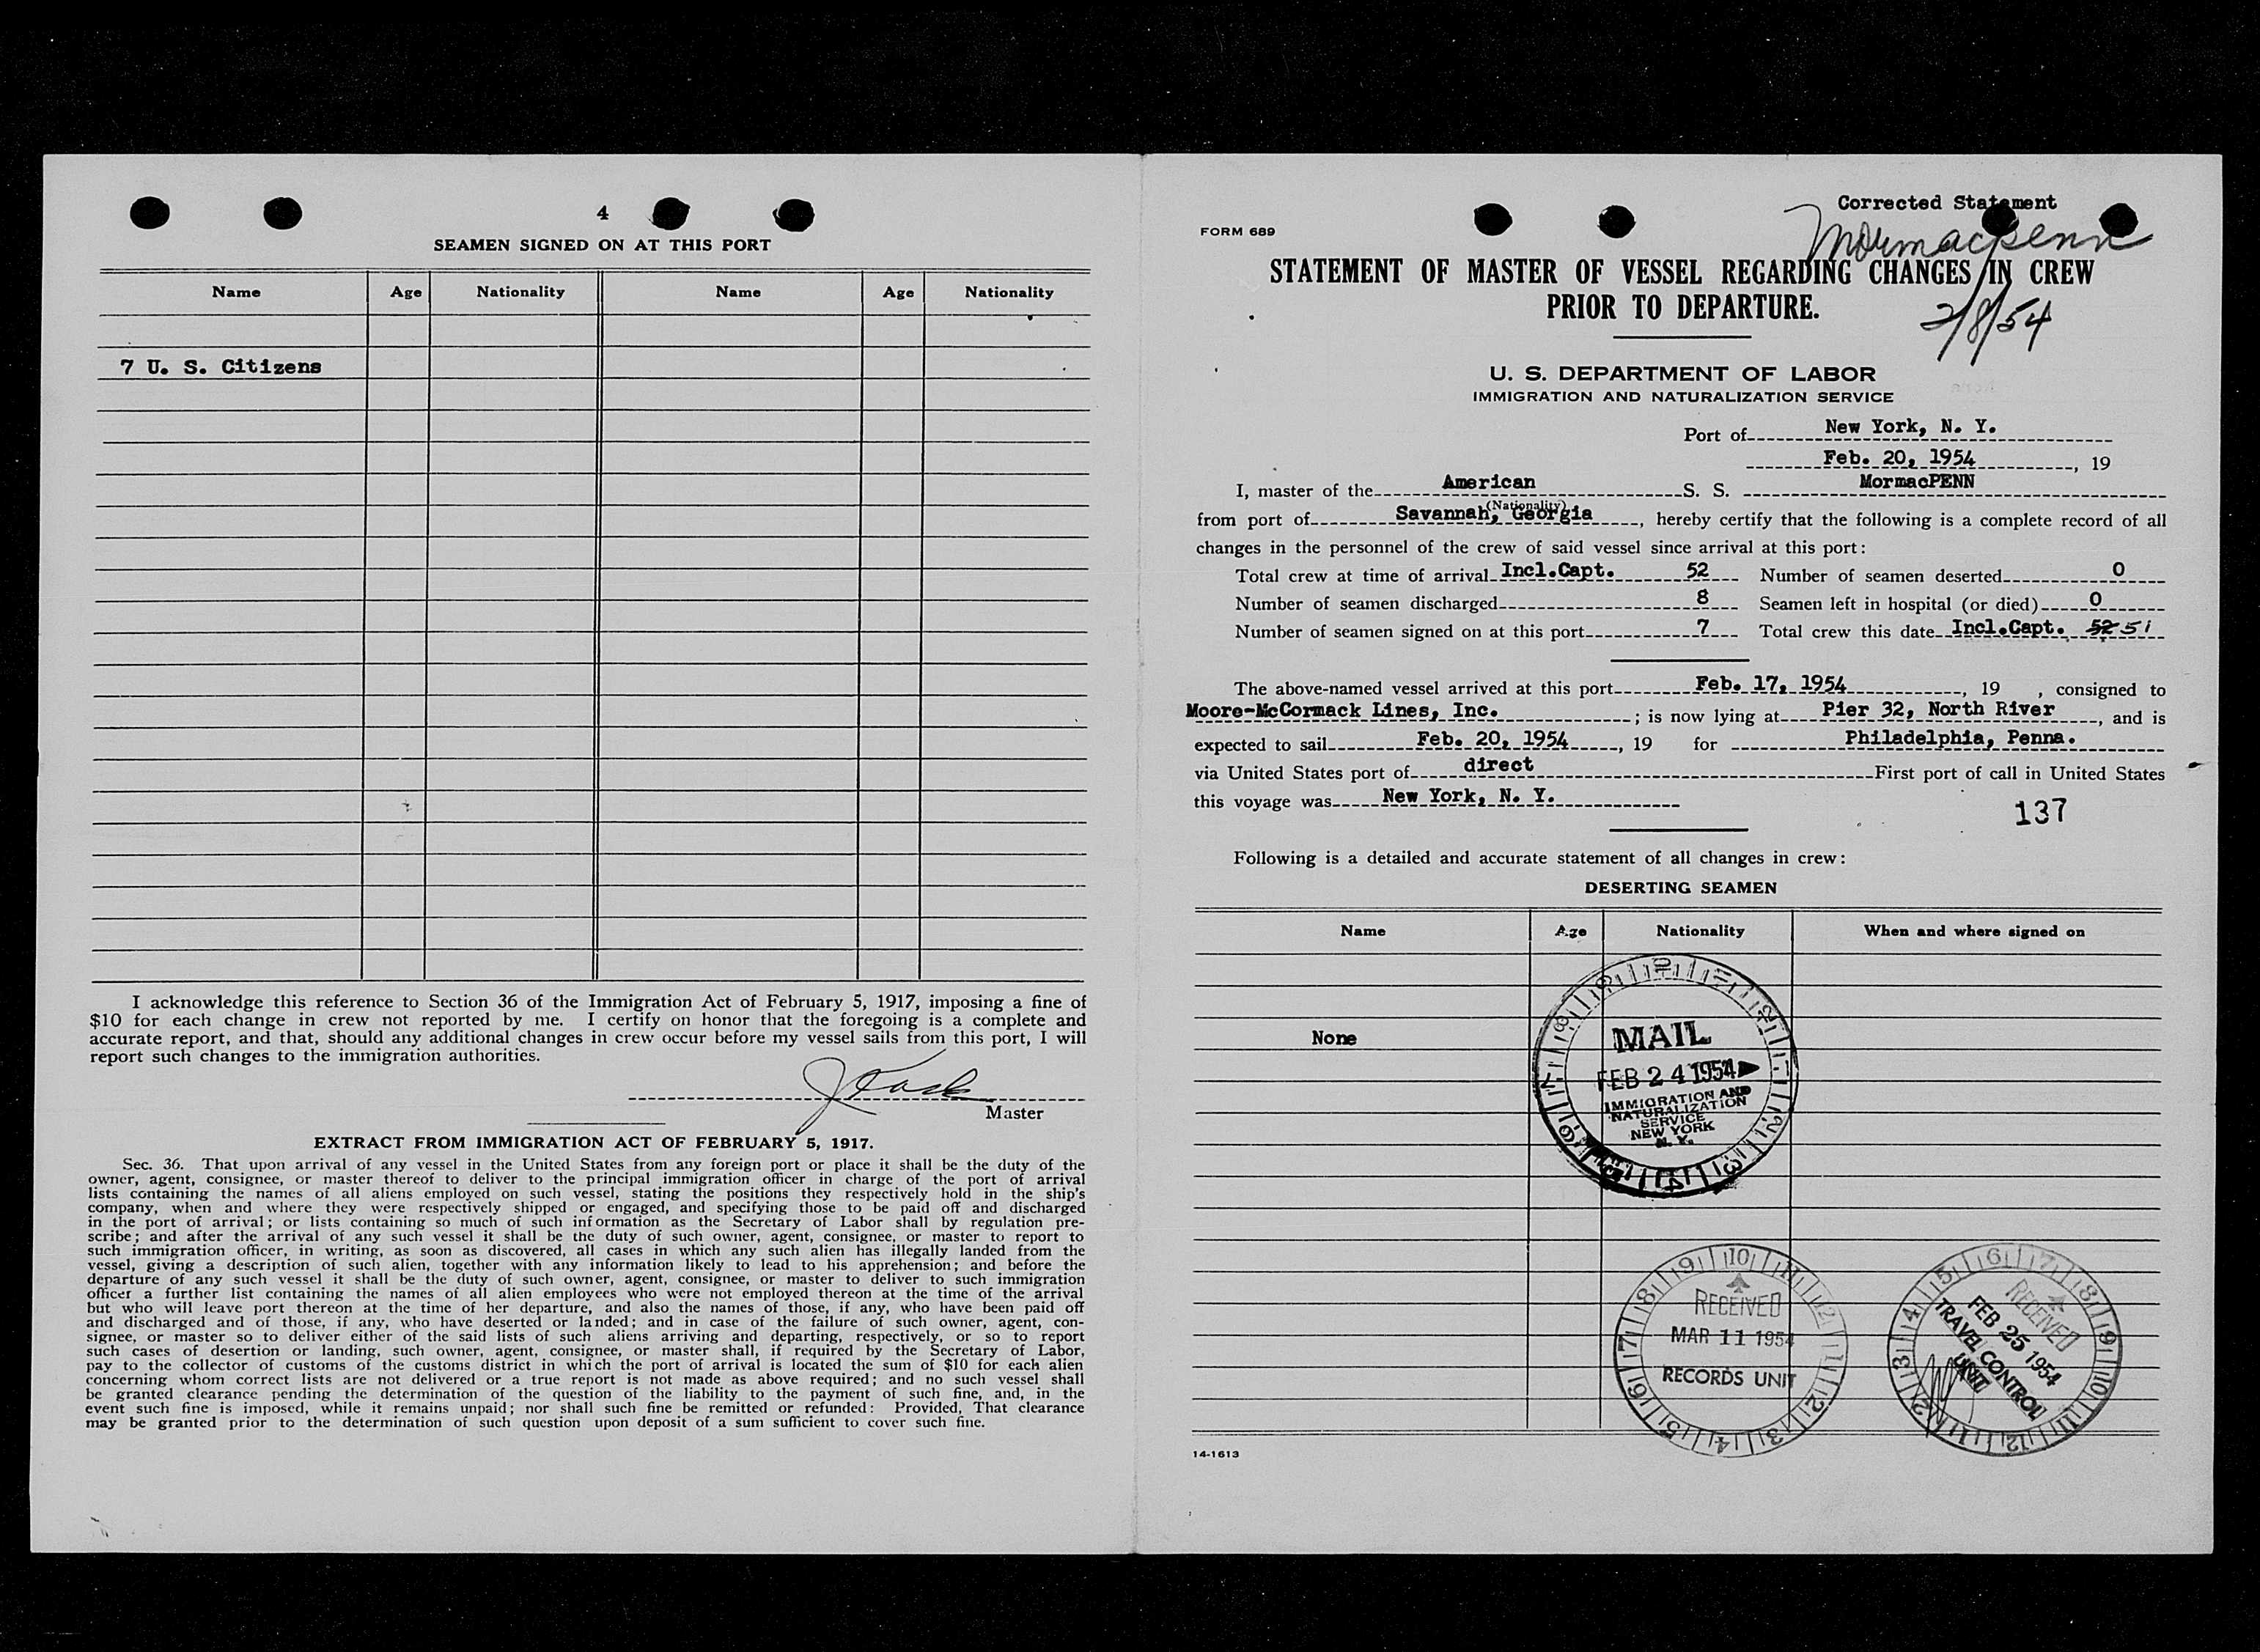 4
SEAMEN SIGNED ON AT THIS PORT
Name Age Nationality Name Age Nationality
7 U. S. Citizens
I acknowledge this reference to Section 36 of the Immigration Act of February 5, 1917, imposing a fine of
$10 for each change in crew not reported by me. I certify on honor that the foregoing is a complete and
accurate report, and that, should any additional changes in crew occur before my vessel sails from this port, I will
report such changes to the immigration authorities.
Master
EXTRACT FROM IMMIGRATION ACT OF FEBRUARY 5, 1917.
Sec. 36. That upon arrival of any vessel in the United States from any foreign port or place it shall be the duty of the
owner, agent, consignee, or master thereof to deliver to the principal immigration officer in charge of the port of arrival
lists containing the names of all aliens employed on such vessel, stating the positions they respectively hold in the ship's
company, when and where they were respectively shipped or engaged, and specifying those to be paid off and discharged
in the port of arrival; or lists containing so much of such information as the Secretary of Labor shall by regulation pre-
scribe; and after the arrival of any such vessel it shall be the duty of such owner, agent, consignee, or master to report to
such immigration officer, in writing, as soon as discovered, all cases in which any such alien has illegally landed from the
vessel, giving a description of such alien, together with any information likely to lead to his apprehension; and before the
departure of any such vessel it shall be the duty of such owner, agent, consignee, or master to deliver to such immigration
officer a further list containing the names of all alien employees who were not employed thereon at the time of the arrival
but who will leave port thereon at the time of her departure, and also the names of those, if any, who have been paid off
and discharged and of those, if any, who have deserted or landed; and in case of the failure of such owner, agent, con-
signee, or master so to deliver either of the said lists of such aliens arriving and departing, respectively, or so to report
such cases of desertion or landing, such owner, agent, consignee, or master shall, if required by the Secretary of Labor,
pay to the collector of customs of the customs district in which the port of arrival is located the sum of $10 for each alien
concerning whom correct lists are not delivered or a true report is not made as above required; and no such vessel shall
be granted clearance pending the determination of the question of the liability to the payment of such fine, and, in the
event such fine is imposed, while it remains unpaid; nor shall such fine be remitted or refunded: Provided, That clearance
may be granted prior to the determination of such question upon deposit of a sum sufficient to cover such fine.
Corrected Statement
FORM 689
Mormacpenn
STATEMENT OF MASTER OF VESSEL REGARDING CHANGES IN CREW
PRIOR TO DEPARTURE.
2/8/54
U. S. DEPARTMENT OF LABOR
IMMIGRATION AND NATURALIZATION SERVICE
Port of New York, N. Y.
Feb. 20, 1954, 19
I, master of the American S. S. MormacPENN
(Nationality)
from port of Savannah, Georgia, hereby certify that the following is a complete record of all
changes in the personnel of the crew of said vessel since arrival at this port:
Total crew at time of arrival Incl.Capt. 52 Number of seamen deserted 0
Number of seamen discharged 8 Seamen left in hospital (or died) 0
Number of seamen signed on at this port 7 Total crew this date Incl.Capt. 52 51
The above-named vessel arrived at this port Feb. 17, 1954, 19 , consigned to
Moore-McCormack Lines, Inc. ; is now lying at Pier 32, North River, and is
expected to sail Feb. 20, 1954, 19 for Philadelphia, Penna.
via United States port of direct First port of call in United States
this voyage was New York, N. Y.
137
Following is a detailed and accurate statement of all changes in crew:
DESERTING SEAMEN
Name Age Nationality When and where signed on
None
MAIL
FEB 24 1954
IMMIGRATION AND
NATURALIZATION
SERVICE
NEW YORK
N. Y.
RECEIVED
MAR 11 1954
RECORDS UNIT
RECEIVED
FEB 25 1954
TRAVEL CONTROL
UNIT
14-1613